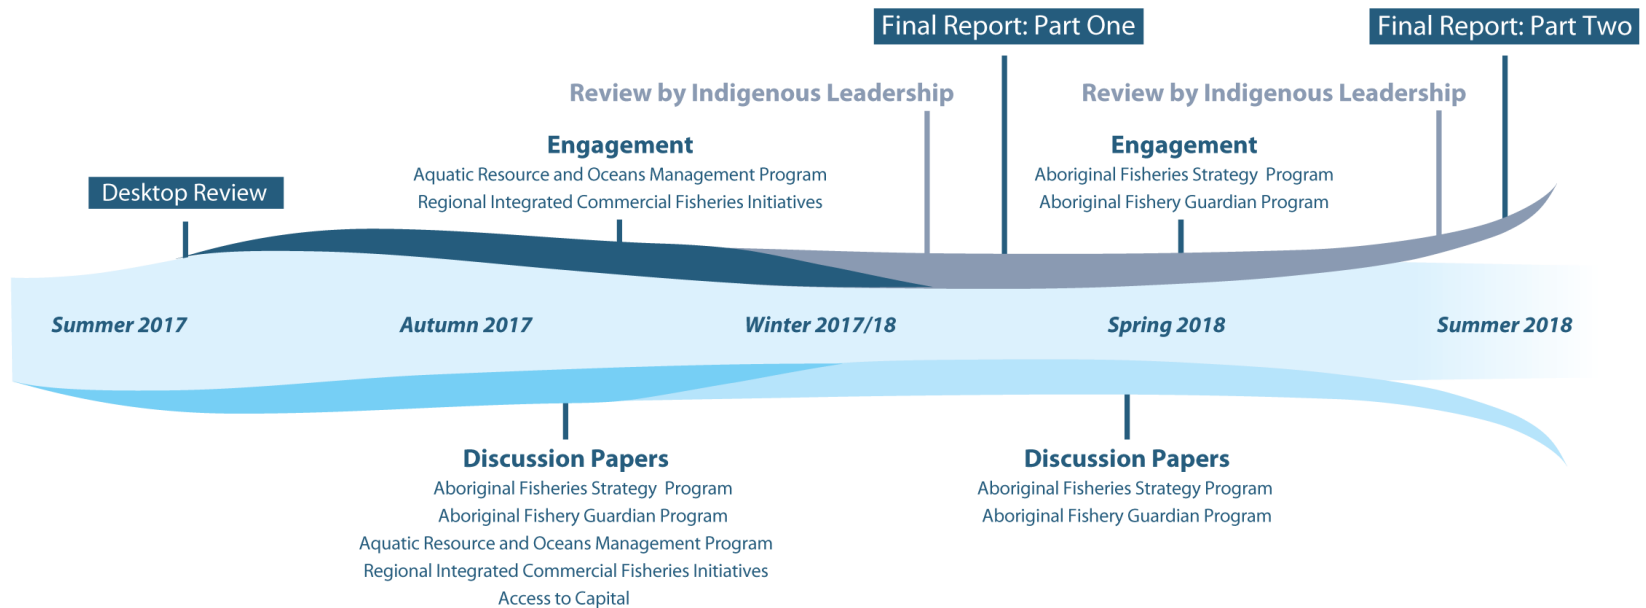 Final Report: Part One
Final Report: Part Two
Review by Indigenous Leadership
Review by Indigenous Leadership
Engagement
Aquatic Resource and Oceans Management Program
Regional Integrated Commercial Fisheries Initiatives
Engagement
Aboriginal Fisheries Strategy Program
Aboriginal Fishery Guardian Program
Desktop Review
Summer 2017
Autumn 2017
Winter 2017/18
Spring 2018
Summer 2018
Discussion Papers
Aboriginal Fisheries Strategy Program
Aboriginal Fishery Guardian Program
Aquatic Resource and Oceans Management Program
Regional Integrated Commercial Fisheries Initiatives
Access to Capital
Discussion Papers
Aboriginal Fisheries Strategy Program
Aboriginal Fishery Guardian Program